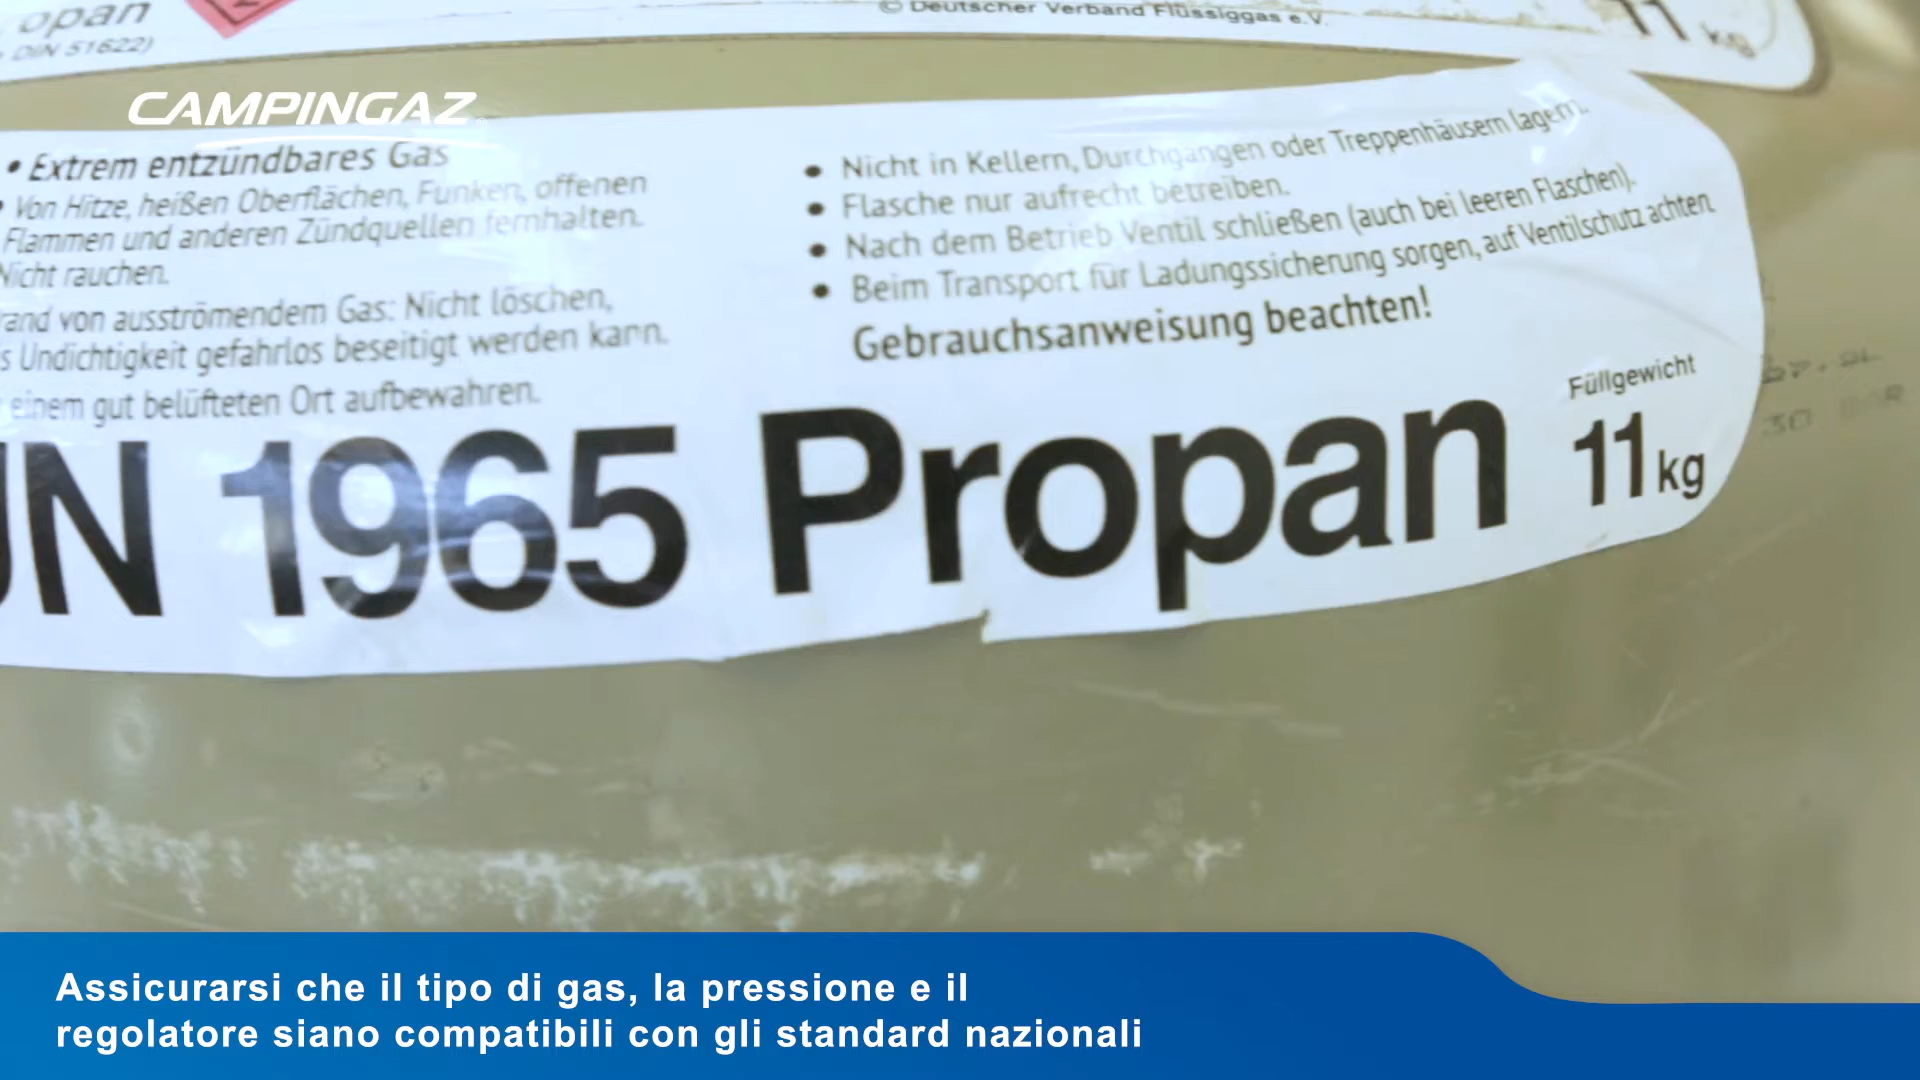 opan
DIN 51622)
© Deutscher Verband Flüssiggas e.V.
11 kg
CAMPINGAZ
• Extrem entzündbares Gas
• Von Hitze, heißen Oberflächen, Funken, offenen
Flammen und anderen Zündquellen fernhalten.
Nicht rauchen.
rand von ausströmendem Gas: Nicht löschen,
s Undichtigkeit gefahrlos beseitigt werden kann.
einem gut belüfteten Ort aufbewahren.
• Nicht in Kellern, Durchgängen oder Treppenhäusern lagern.
• Flasche nur aufrecht betreiben.
• Nach dem Betrieb Ventil schließen (auch bei leeren Flaschen).
• Beim Transport für Ladungssicherung sorgen, auf Ventilschutz achten.
Gebrauchsanweisung beachten!
UN 1965 Propan
Füllgewicht
11 kg
Assicurarsi che il tipo di gas, la pressione e il
regolatore siano compatibili con gli standard nazionali